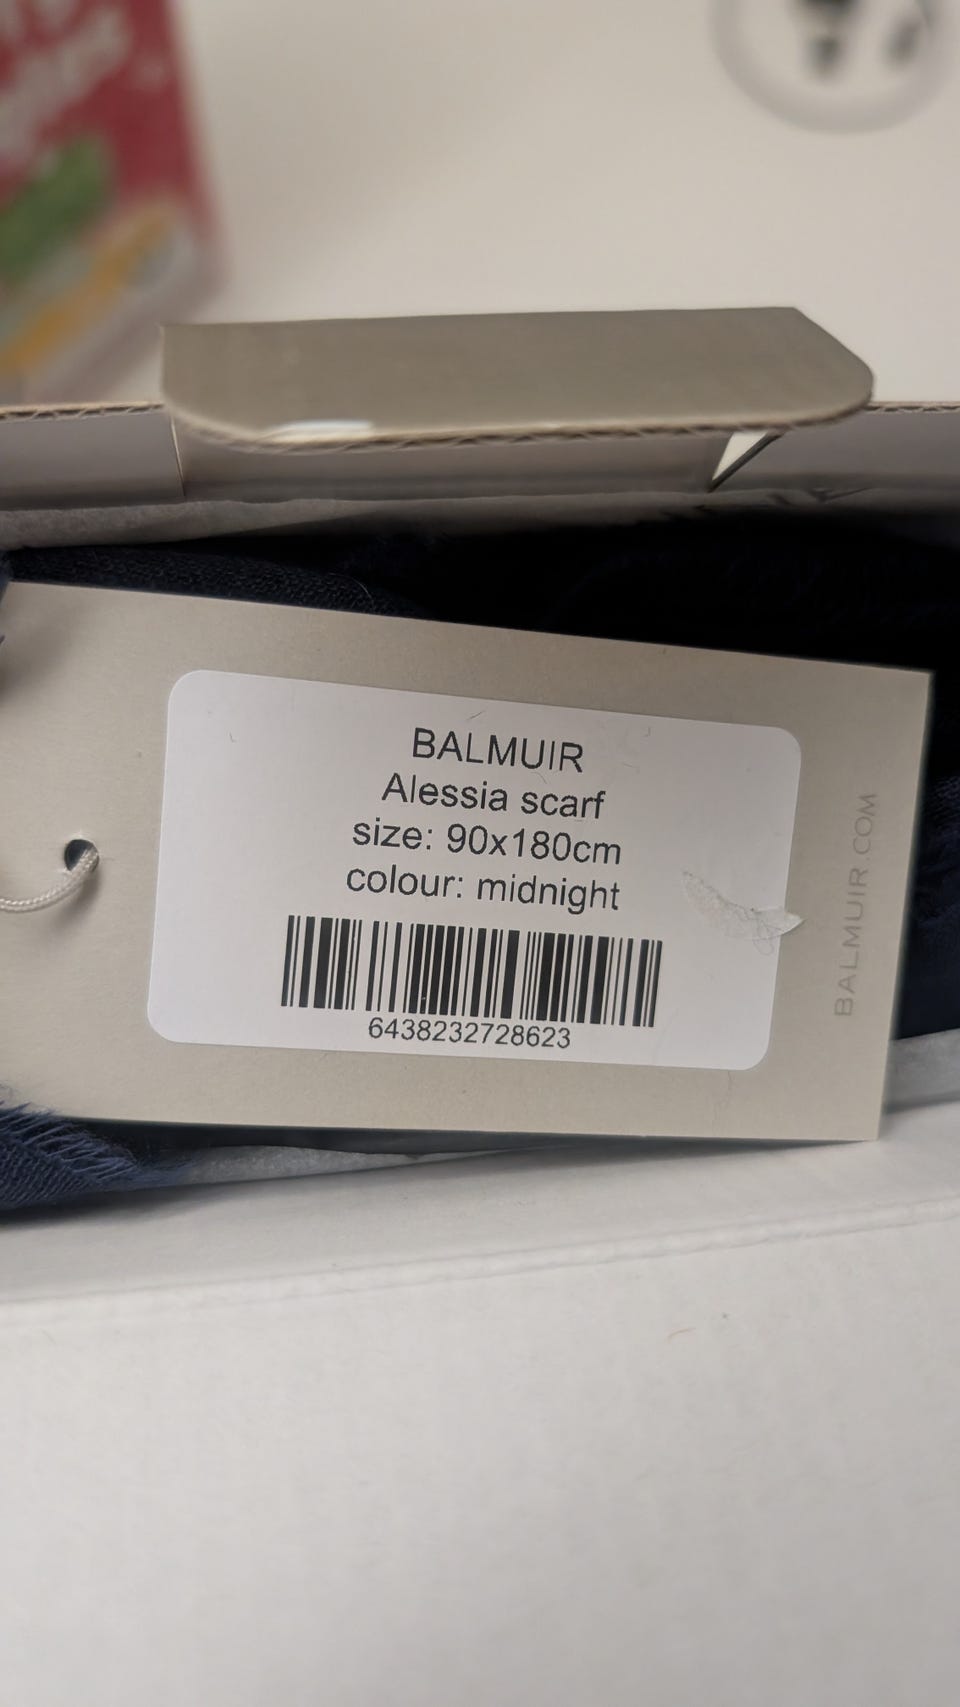 BALMUIR
Alessia scarf
size: 90x180cm
colour: midnight
6438232728623
BALMUIR.COM